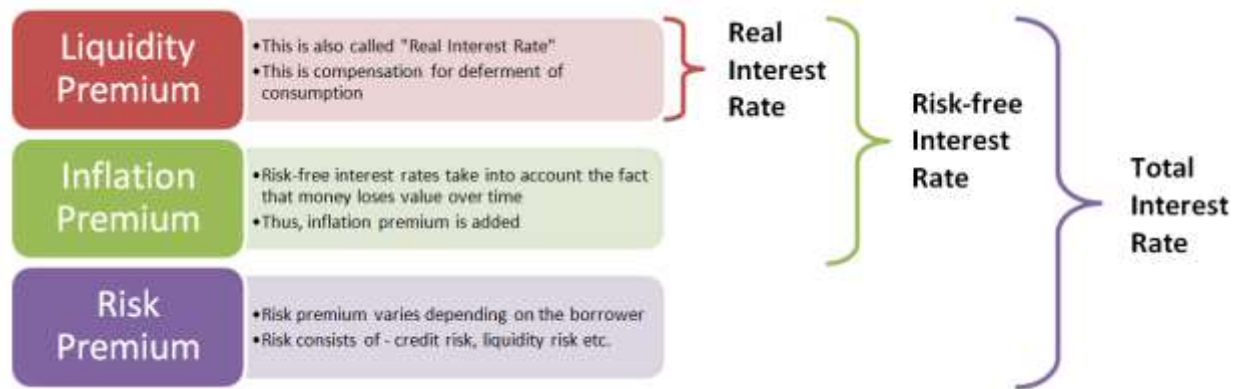 Liquidity
Premium
•This is also called "Real Interest Rate"
•This is compensation for deferment of
consumption
Real
Interest
Rate
Inflation
Premium
•Risk-free interest rates take into account the fact
that money loses value over time
•Thus, inflation premium is added
Risk-free
Interest
Rate
Risk
Premium
•Risk premium varies depending on the borrower
•Risk consists of - credit risk, liquidity risk etc.
Total
Interest
Rate